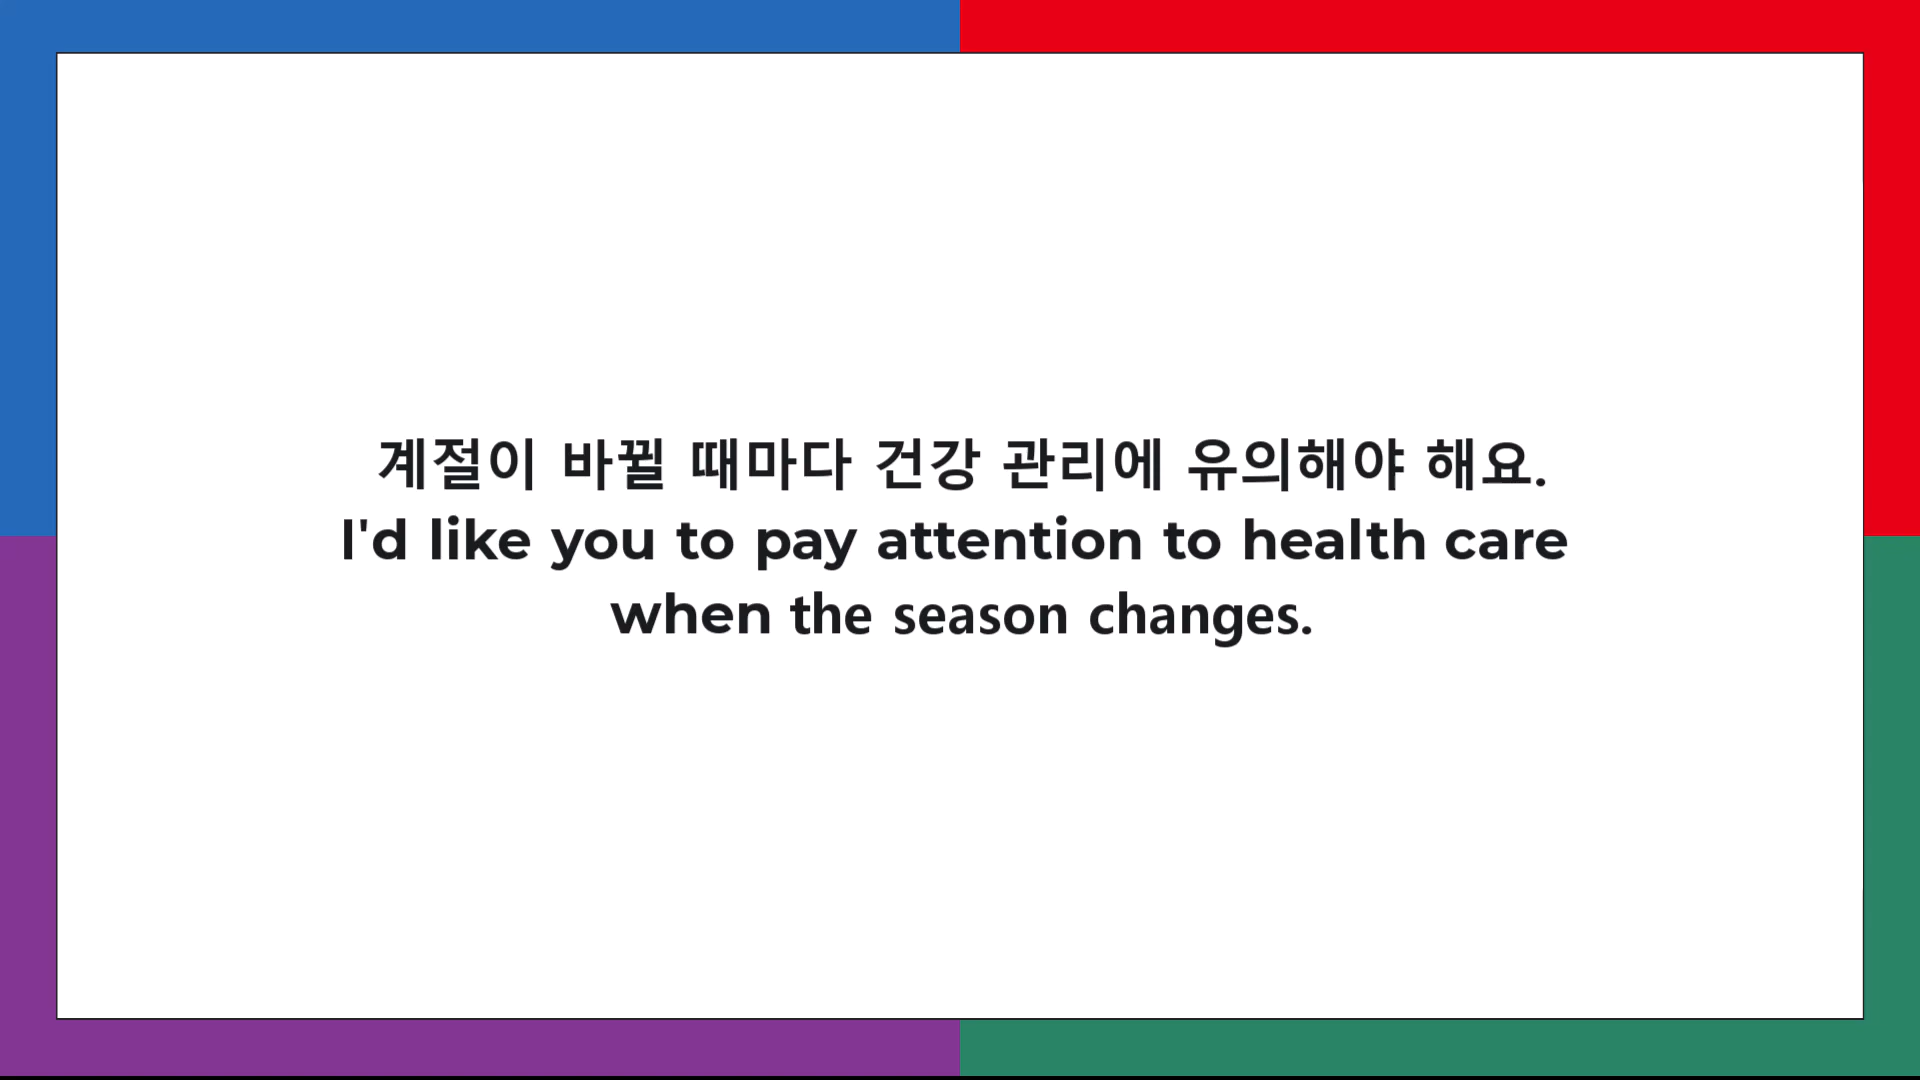 계절이 바뀔 때마다 건강 관리에 유의해야 해요.
I'd like you to pay attention to health care
when the season changes.